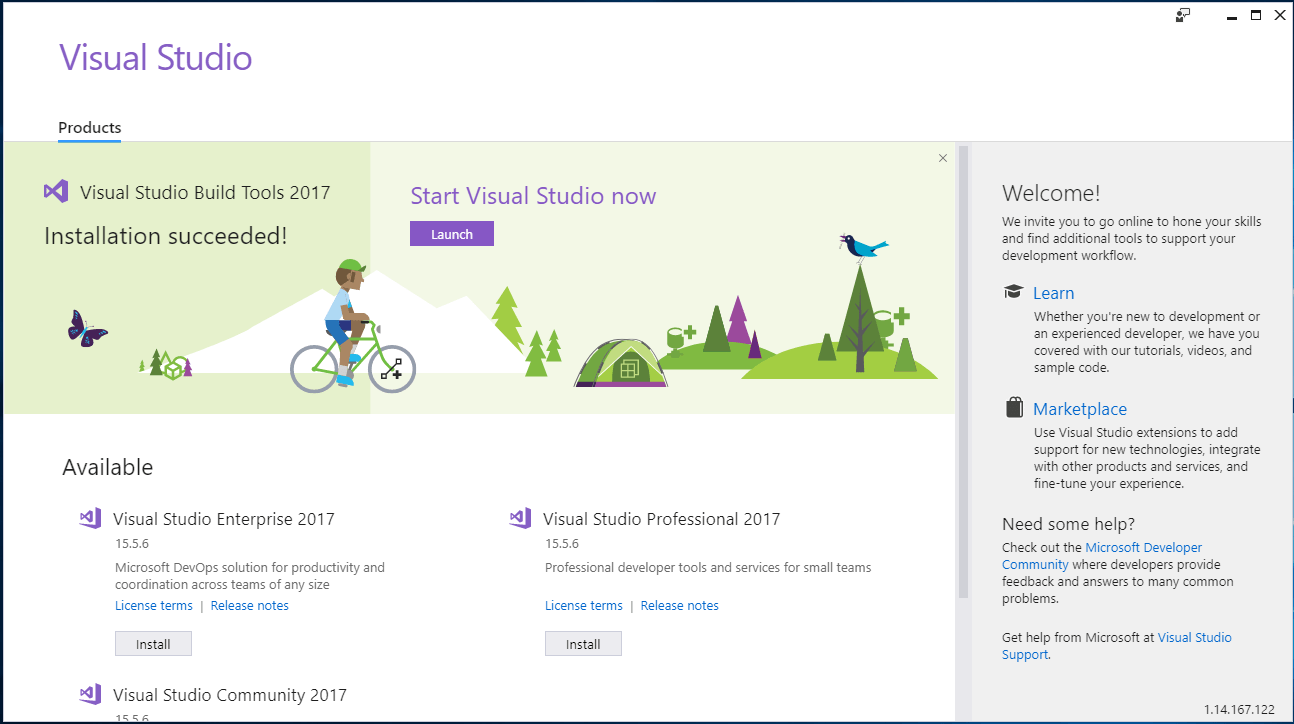 Visual Studio
Products
Visual Studio Build Tools 2017
Installation succeeded!
Start Visual Studio now
Launch
Available
Visual Studio Enterprise 2017
15.5.6
Microsoft DevOps solution for productivity and
coordination across teams of any size
License terms | Release notes
Install
Visual Studio Professional 2017
15.5.6
Professional developer tools and services for small teams
License terms | Release notes
Install
Visual Studio Community 2017
15.5.6
Welcome!
We invite you to go online to hone your skills
and find additional tools to support your
development workflow.
Learn
Whether you're new to development or
an experienced developer, we have you
covered with our tutorials, videos, and
sample code.
Marketplace
Use Visual Studio extensions to add
support for new technologies, integrate
with other products and services, and
fine-tune your experience.
Need some help?
Check out the Microsoft Developer
Community where developers provide
feedback and answers to many common
problems.
Get help from Microsoft at Visual Studio
Support.
1.14.167.122